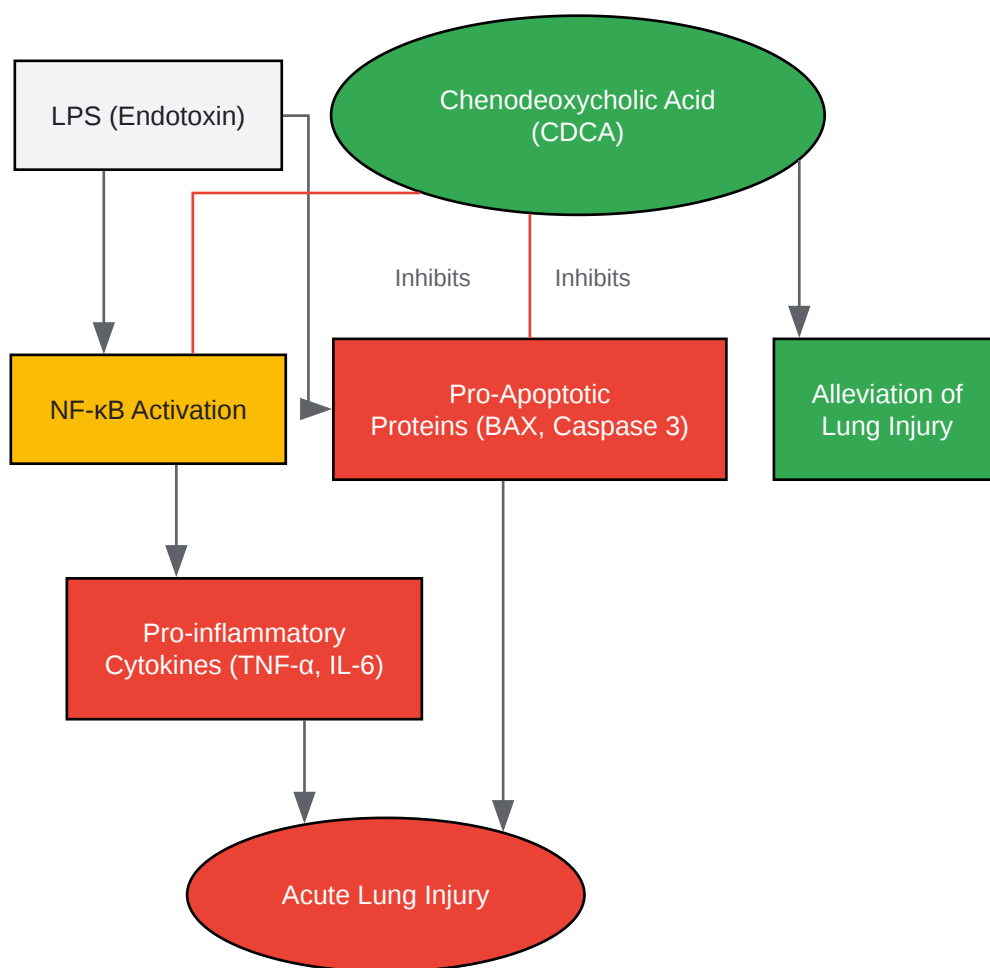 LPS (Endotoxin)
Chenodeoxycholic Acid
(CDCA)
Inhibits
Inhibits
NF-κB Activation
Pro-Apoptotic
Proteins (BAX, Caspase 3)
Alleviation of
Lung Injury
Pro-inflammatory
Cytokines (TNF-α, IL-6)
Acute Lung Injury